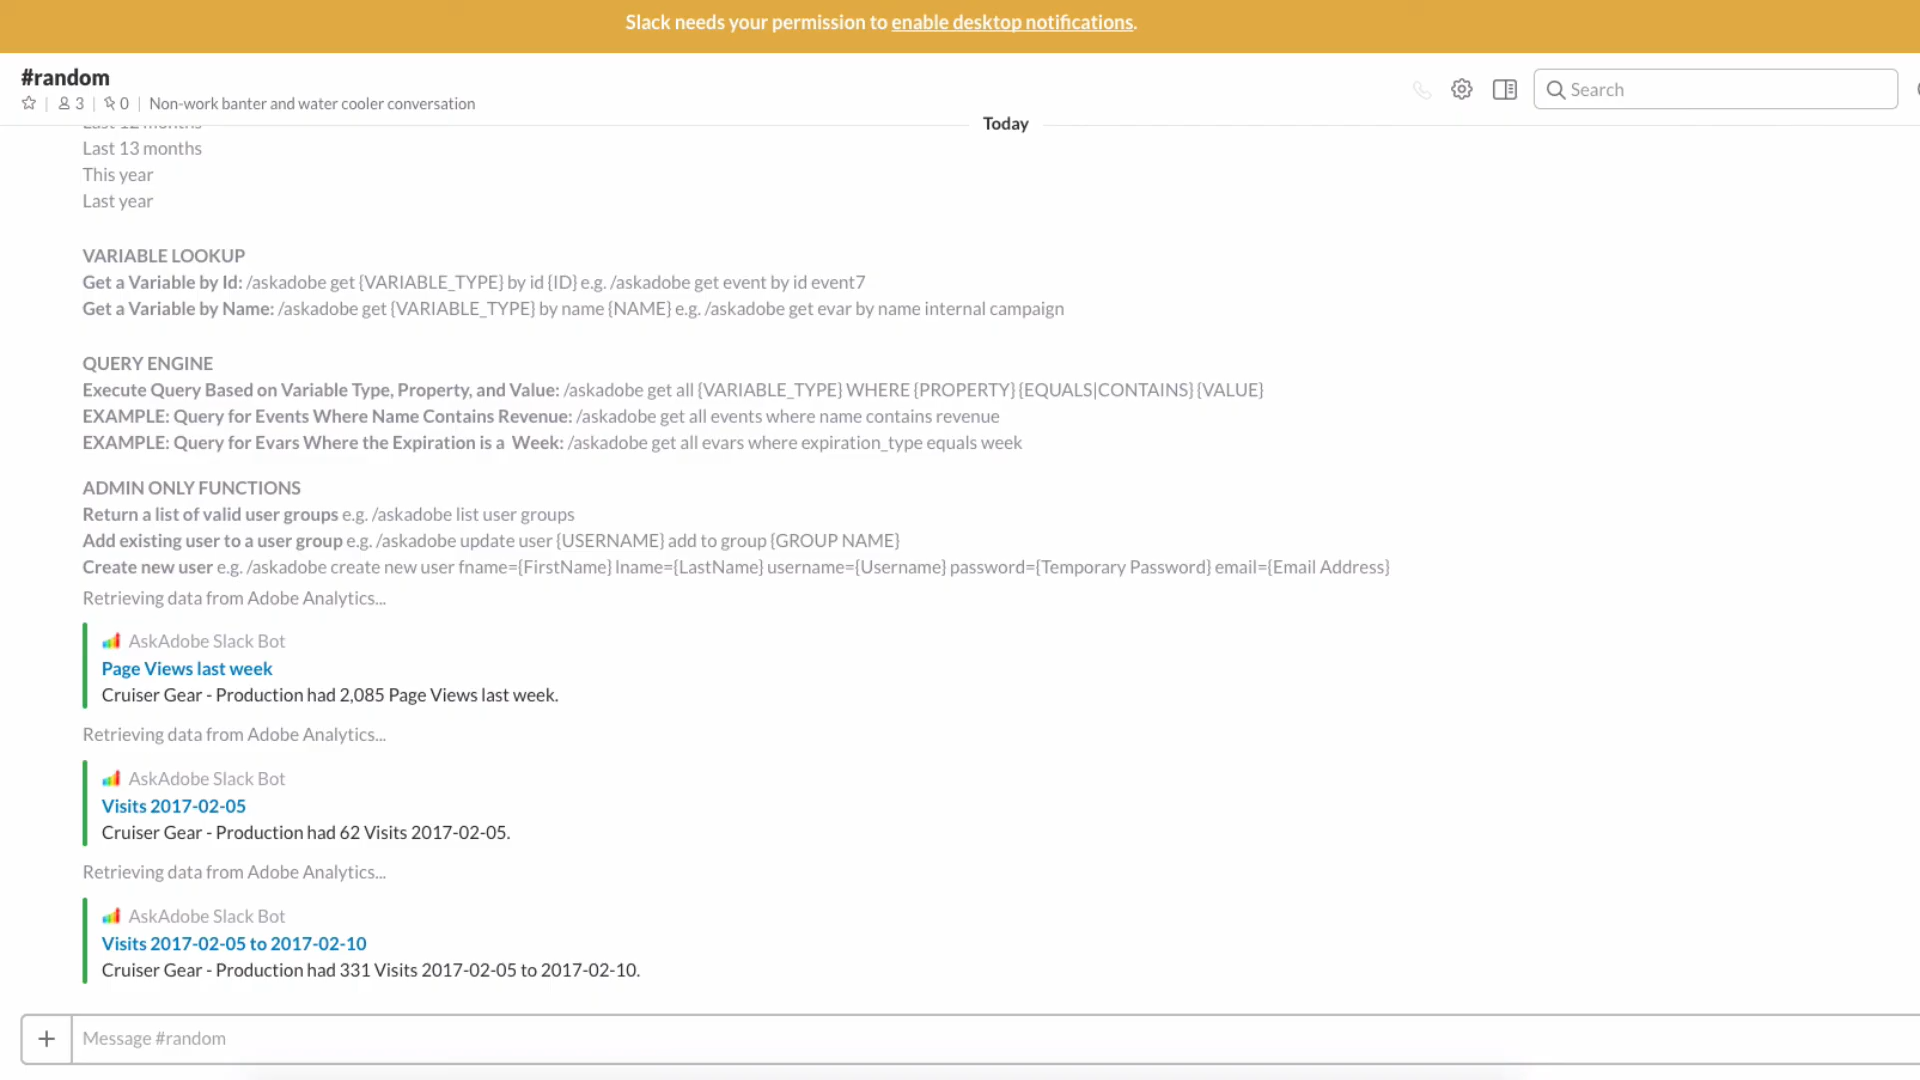 Slack needs your permission to enable desktop notifications.
#random
3 | 0 | Non-work banter and water cooler conversation
Search
Today
Last 12 months
Last 13 months
This year
Last year
VARIABLE LOOKUP
Get a Variable by Id: /askadobe get {VARIABLE_TYPE} by id {ID} e.g. /askadobe get event by id event7
Get a Variable by Name: /askadobe get {VARIABLE_TYPE} by name {NAME} e.g. /askadobe get evar by name internal campaign
QUERY ENGINE
Execute Query Based on Variable Type, Property, and Value: /askadobe get all {VARIABLE_TYPE} WHERE {PROPERTY} {EQUALS|CONTAINS} {VALUE}
EXAMPLE: Query for Events Where Name Contains Revenue: /askadobe get all events where name contains revenue
EXAMPLE: Query for Evars Where the Expiration is a Week: /askadobe get all evars where expiration_type equals week
ADMIN ONLY FUNCTIONS
Return a list of valid user groups e.g. /askadobe list user groups
Add existing user to a user group e.g. /askadobe update user {USERNAME} add to group {GROUP NAME}
Create new user e.g. /askadobe create new user fname={FirstName} lname={LastName} username={Username} password={Temporary Password} email={Email Address}
Retrieving data from Adobe Analytics...
AskAdobe Slack Bot
Page Views last week
Cruiser Gear - Production had 2,085 Page Views last week.
Retrieving data from Adobe Analytics...
AskAdobe Slack Bot
Visits 2017-02-05
Cruiser Gear - Production had 62 Visits 2017-02-05.
Retrieving data from Adobe Analytics...
AskAdobe Slack Bot
Visits 2017-02-05 to 2017-02-10
Cruiser Gear - Production had 331 Visits 2017-02-05 to 2017-02-10.
Message #random